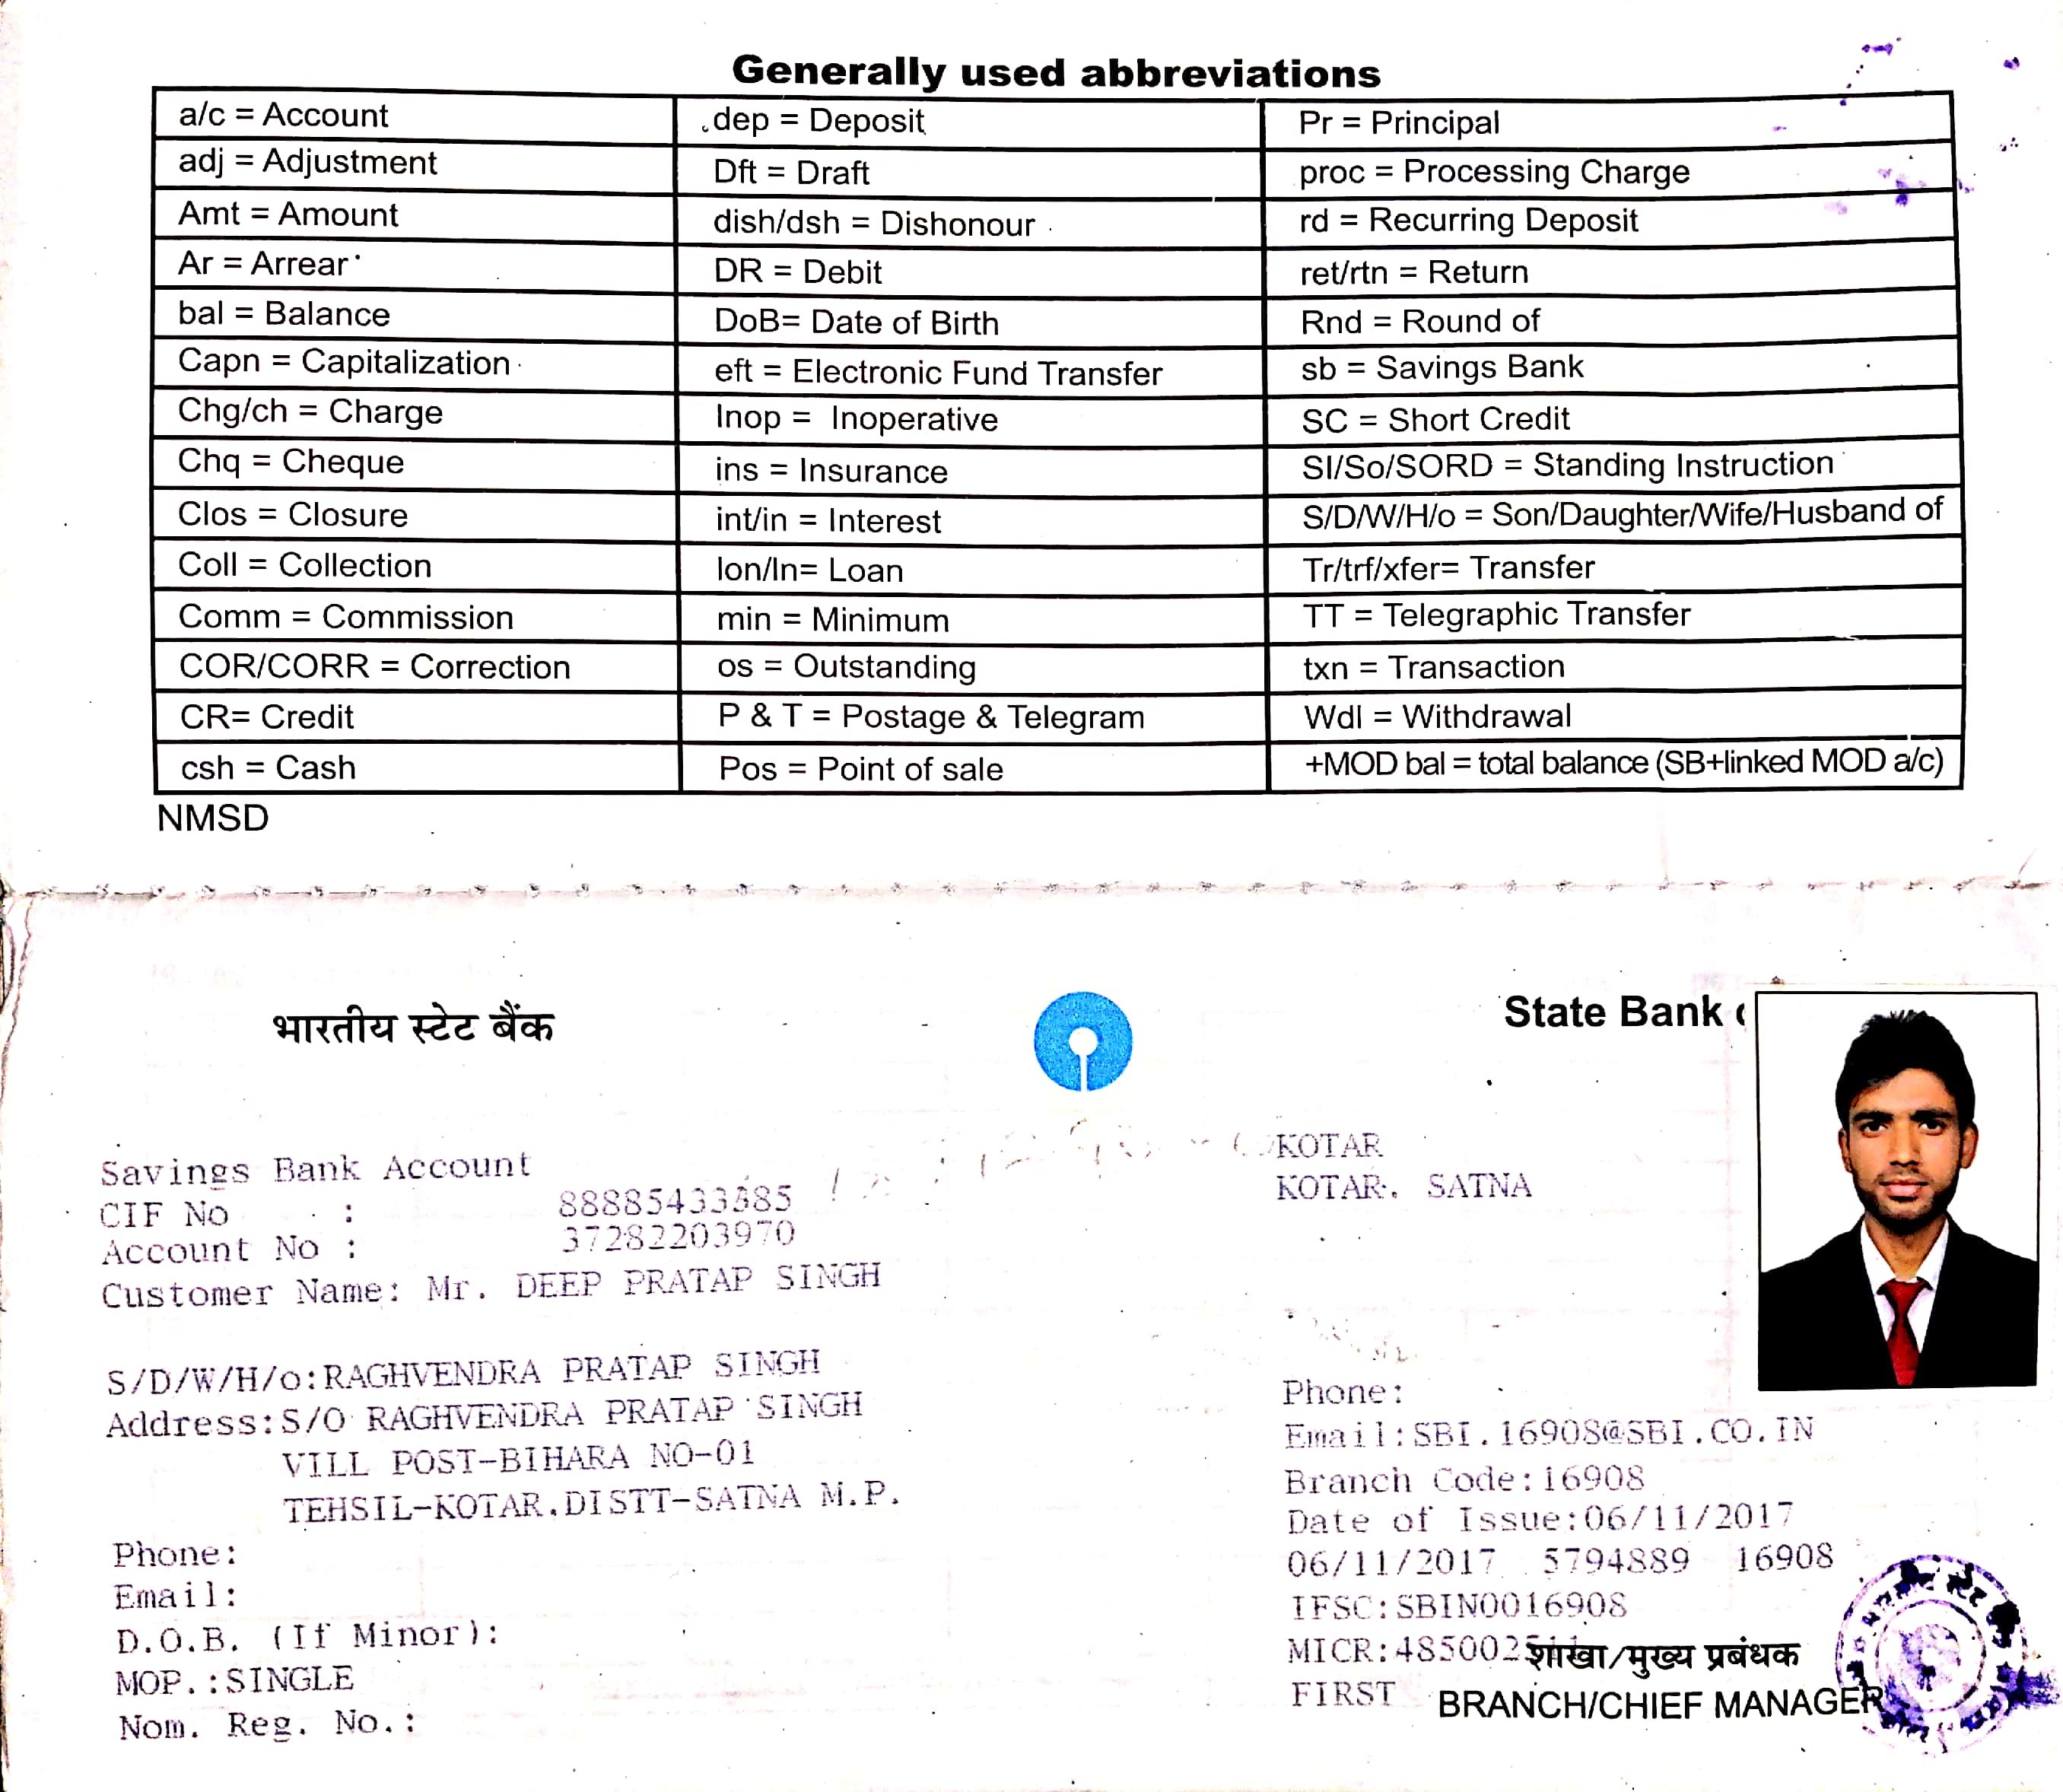 Generally used abbreviations
a/c = Account
dep = Deposit
Pr = Principal
adj = Adjustment
Dft = Draft
proc = Processing Charge
Amt = Amount
dish/dsh = Dishonour
rd = Recurring Deposit
Ar = Arrear
DR = Debit
ret/rtn = Return
bal = Balance
DoB= Date of Birth
Rnd = Round of
Capn = Capitalization
eft = Electronic Fund Transfer
sb = Savings Bank
Chg/ch = Charge
Inop = Inoperative
SC = Short Credit
Chq = Cheque
ins = Insurance
SI/So/SORD = Standing Instruction
Clos = Closure
int/in = Interest
S/D/W/H/o = Son/Daughter/Wife/Husband of
Coll = Collection
lon/ln= Loan
Tr/trf/xfer= Transfer
Comm = Commission
min = Minimum
TT = Telegraphic Transfer
COR/CORR = Correction
os = Outstanding
txn = Transaction
CR= Credit
P & T = Postage & Telegram
Wdl = Withdrawal
csh = Cash
Pos = Point of sale
+MOD bal = total balance (SB+linked MOD a/c)
NMSD
भारतीय स्टेट बैंक
State Bank
Savings Bank Account
CIF No :
Account No : 37282203970
Customer Name: Mr. DEEP PRATAP SINGH
S/D/W/H/o:RAGHVENDRA PRATAP SINGH
Address:S/O RAGHVENDRA PRATAP SINGH
VILL POST-BIHARA NO-01
TEHSIL-KOTAR.DISTT-SATNA M.P.
Phone:
Email:
D.O.B. (If Minor):
MOP.:SINGLE
Nom. Reg. No.:
KOTAR
KOTAR. SATNA
Phone:
Email:SBI.16908@SBI.CO.IN
Branch Code:16908
Date of Issue:06/11/2017
06/11/2017 5794889 16908
IFSC:SBIN0016908
MICR:
शाखा/मुख्य प्रबंधक
FIRST
BRANCH/CHIEF MANAGER